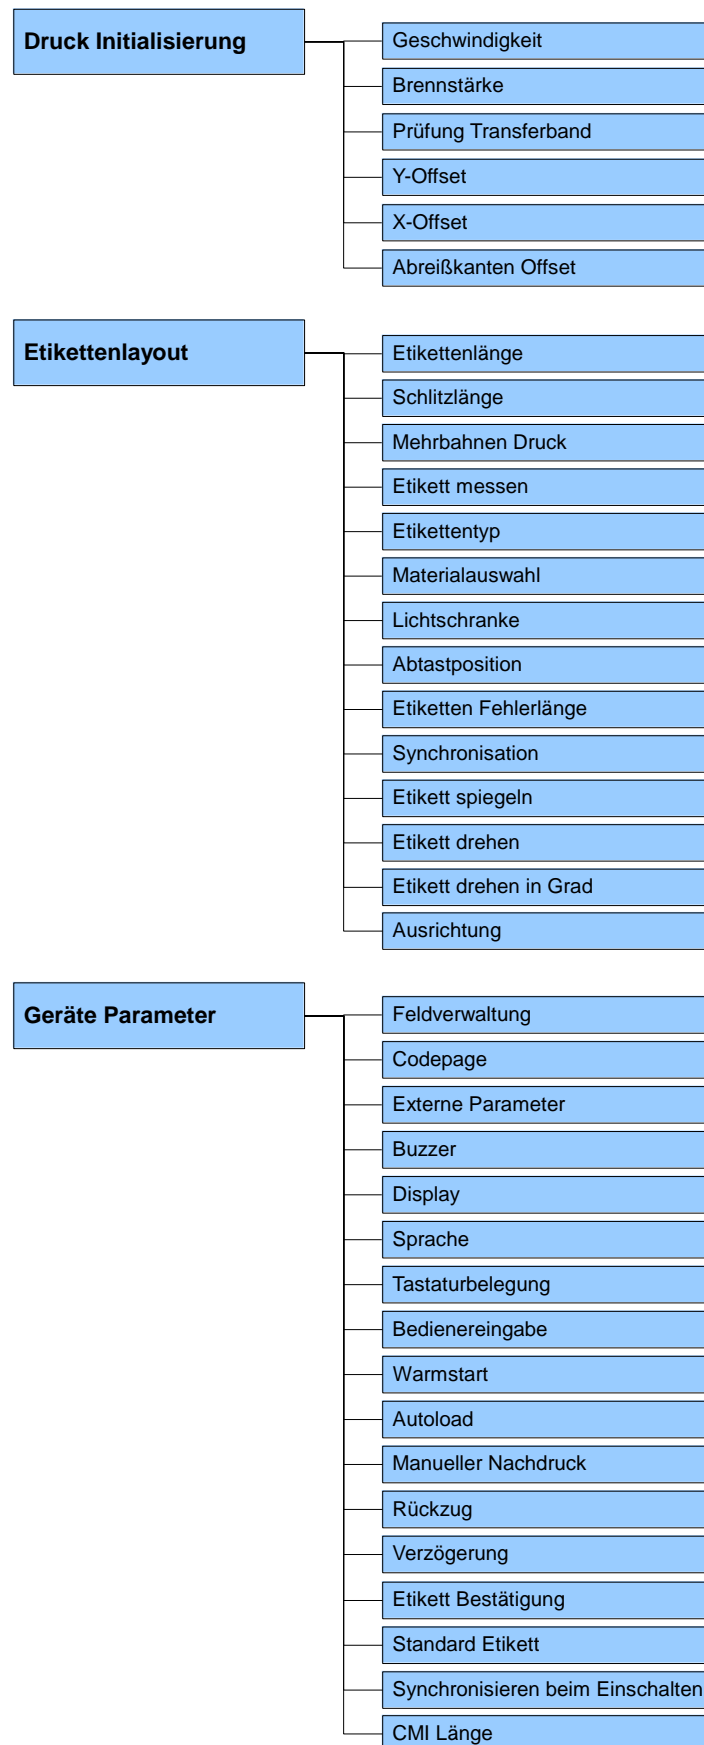 Druck Initialisierung
Geschwindigkeit
Brennstärke
Prüfung Transferband
Y-Offset
X-Offset
Abreißkanten Offset
Etikettenlayout
Etikettenlänge
Schlitzlänge
Mehrbahnen Druck
Etikett messen
Etikettentyp
Materialauswahl
Lichtschranke
Abtastposition
Etiketten Fehlerlänge
Synchronisation
Etikett spiegeln
Etikett drehen
Etikett drehen in Grad
Ausrichtung
Geräte Parameter
Feldverwaltung
Codepage
Externe Parameter
Buzzer
Display
Sprache
Tastaturbelegung
Bedienereingabe
Warmstart
Autoload
Manueller Nachdruck
Rückzug
Verzögerung
Etikett Bestätigung
Standard Etikett
Synchronisieren beim Einschalten
CMI Länge